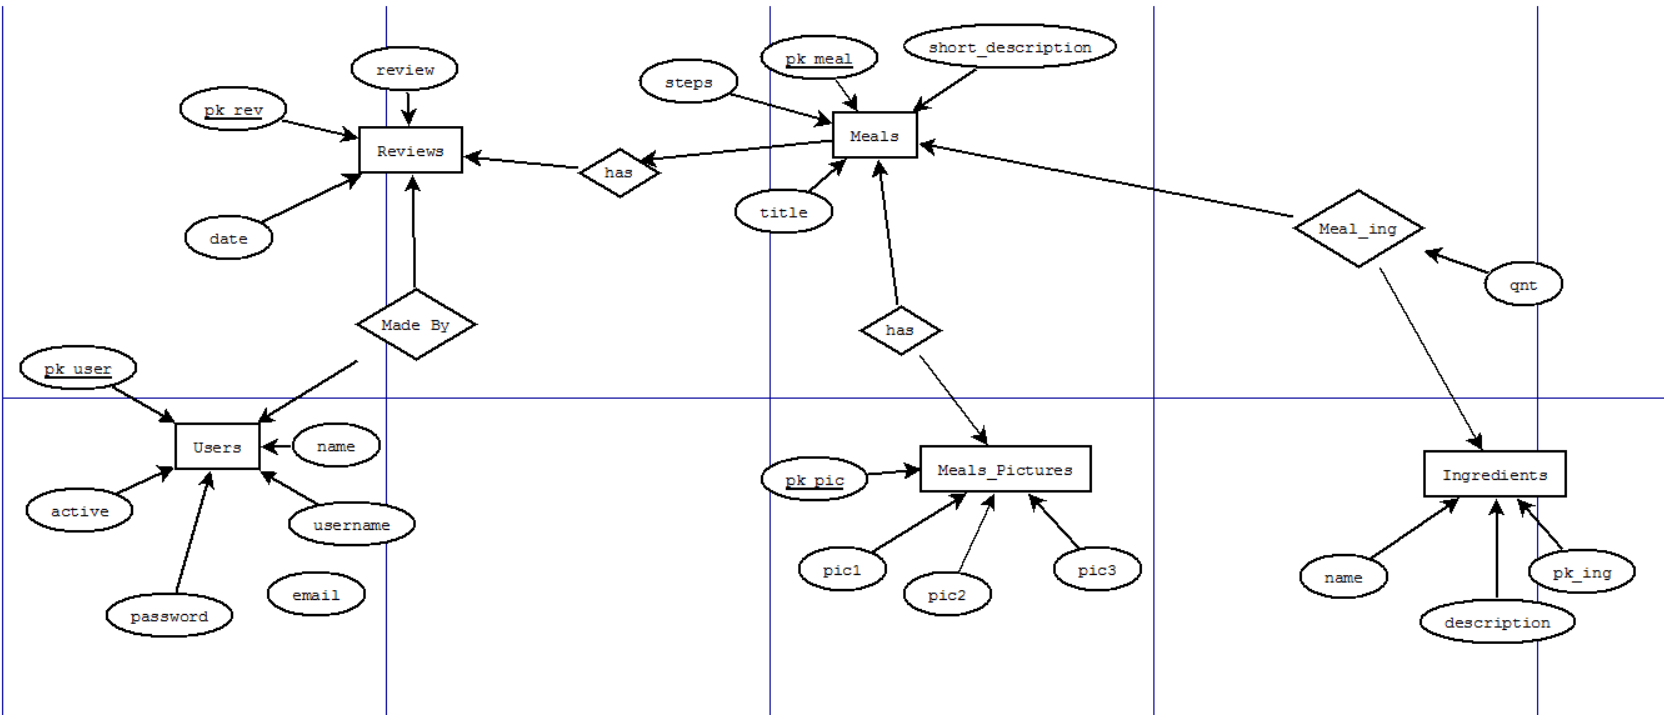 review
pk_rev
Reviews
date
has
steps
pk_meal
short_description
Meals
title
Meal_ing
qnt
Made By
has
pk_user
Users
name
active
username
email
password
Meals_Pictures
pk_pic
pic1
pic2
pic3
Ingredients
name
description
pk_ing